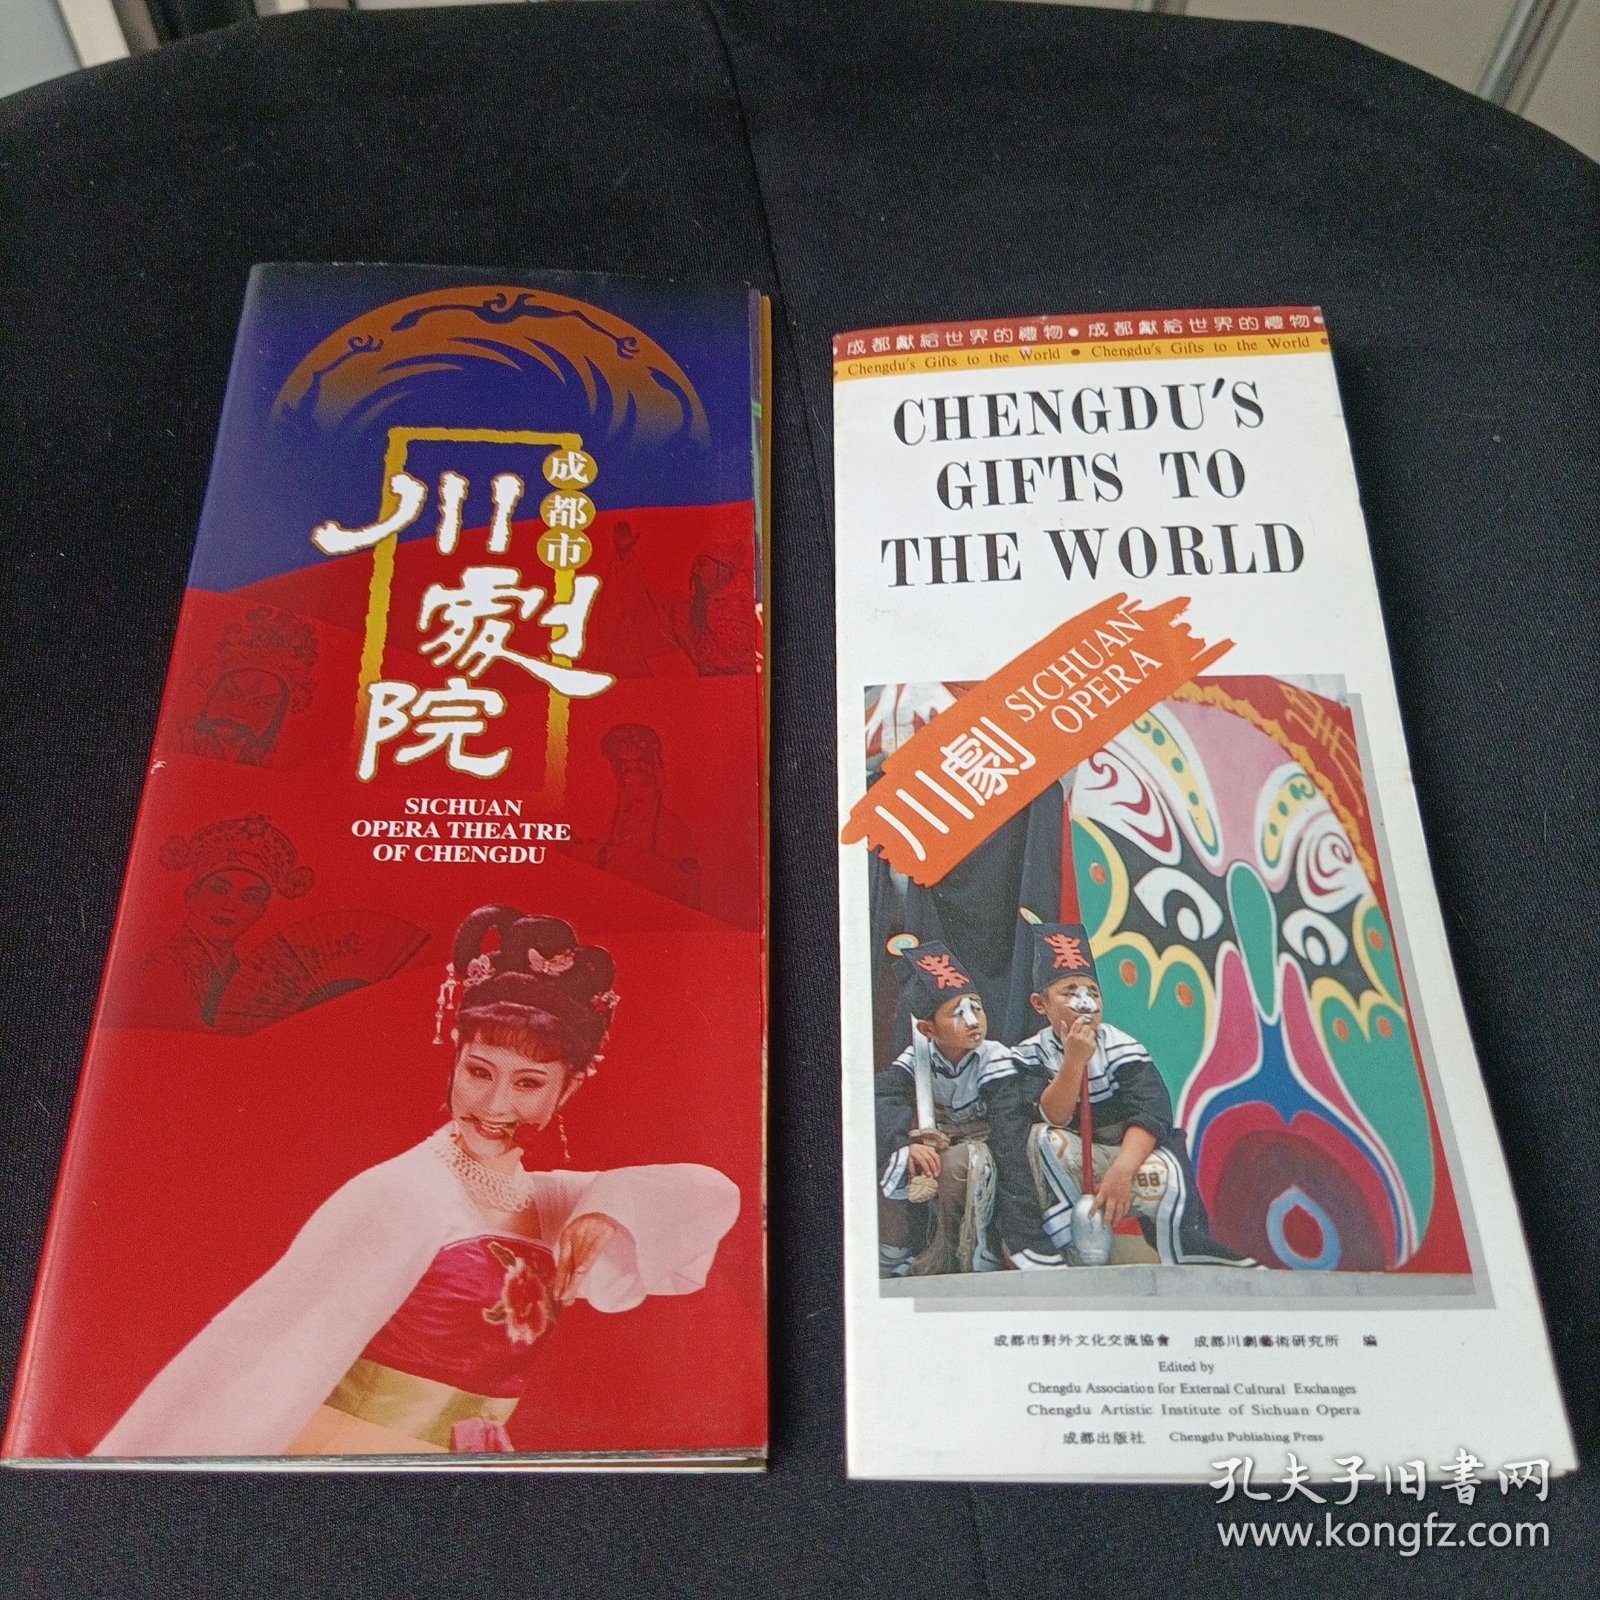 成都市
川劇院
SICHUAN
OPERA THEATRE
OF CHENGDU
成都獻給世界的禮物●成都獻給世界的禮物●
● Chengdu's Gifts to the World ● Chengdu's Gifts to the World ●
CHENGDU'S
GIFTS TO
THE WORLD
川劇
SICHUAN
OPERA
成都市對外文化交流協會 成都川劇藝術研究所 编
Edited by
Chengdu Association for External Cultural Exchanges
Chengdu Artistic Institute of Sichuan Opera
成都出版社 Chengdu Publishing Press
孔夫子旧书网
www.kongfz.com